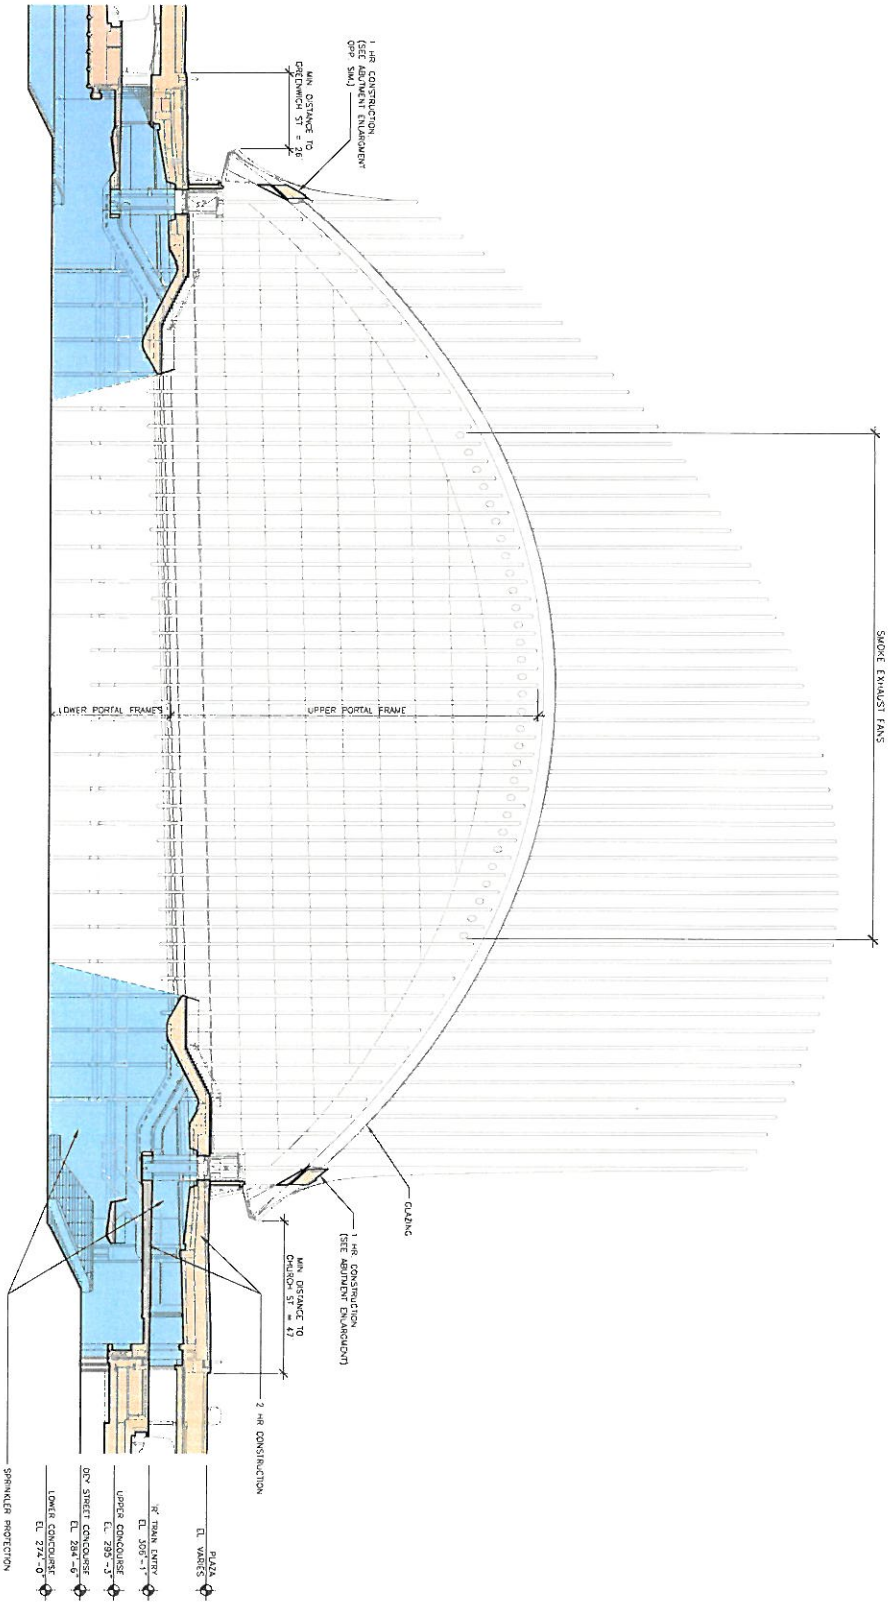 SMOKE EXHAUST FANS
1 HR CONSTRUCTION
(SEE ABUTMENT ENLARGMENT
OPP. SIM.)
MIN DISTANCE TO
GREENWICH ST = 26'
GLAZING
UPPER PORTAL FRAME
LOWER PORTAL FRAMES
1 HR. CONSTRUCTION
(SEE ABUTMENT ENLARGMENT)
MIN DISTANCE TO
CHURCH ST = 47
2 HR CONSTRUCTION
PLAZA
EL VARIES
'R' TRAIN ENTRY
EL 306'-1"
UPPER CONCOURSE
EL. 295'-3"
DEY STREET CONCOURSE
EL 284'-6"
LOWER CONCOURSE
EL 274'-0"
SPRINKLER PROTECTION